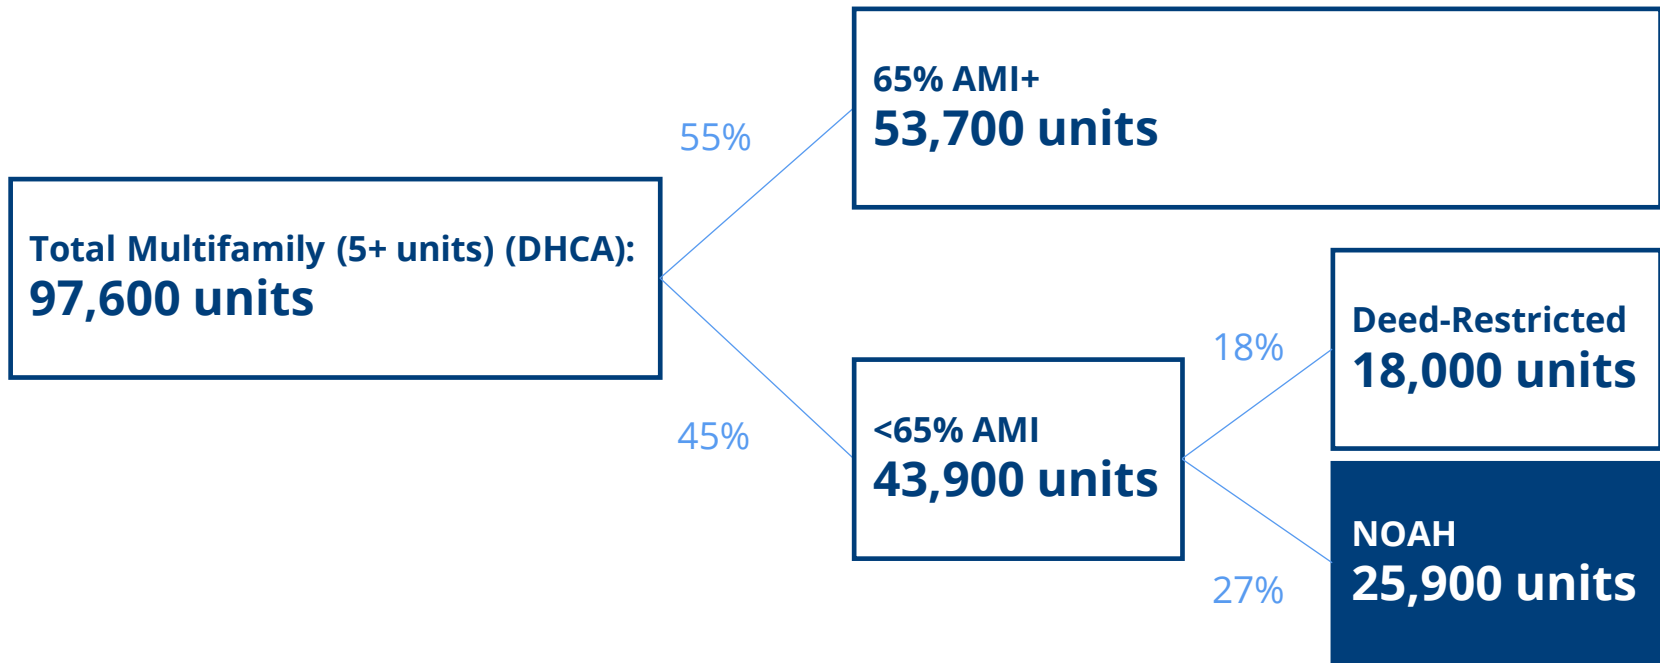 65% AMI+
53,700 units
55%
Total Multifamily (5+ units) (DHCA):
97,600 units
45%
<65% AMI
43,900 units
18%
Deed-Restricted
18,000 units
27%
NOAH
25,900 units